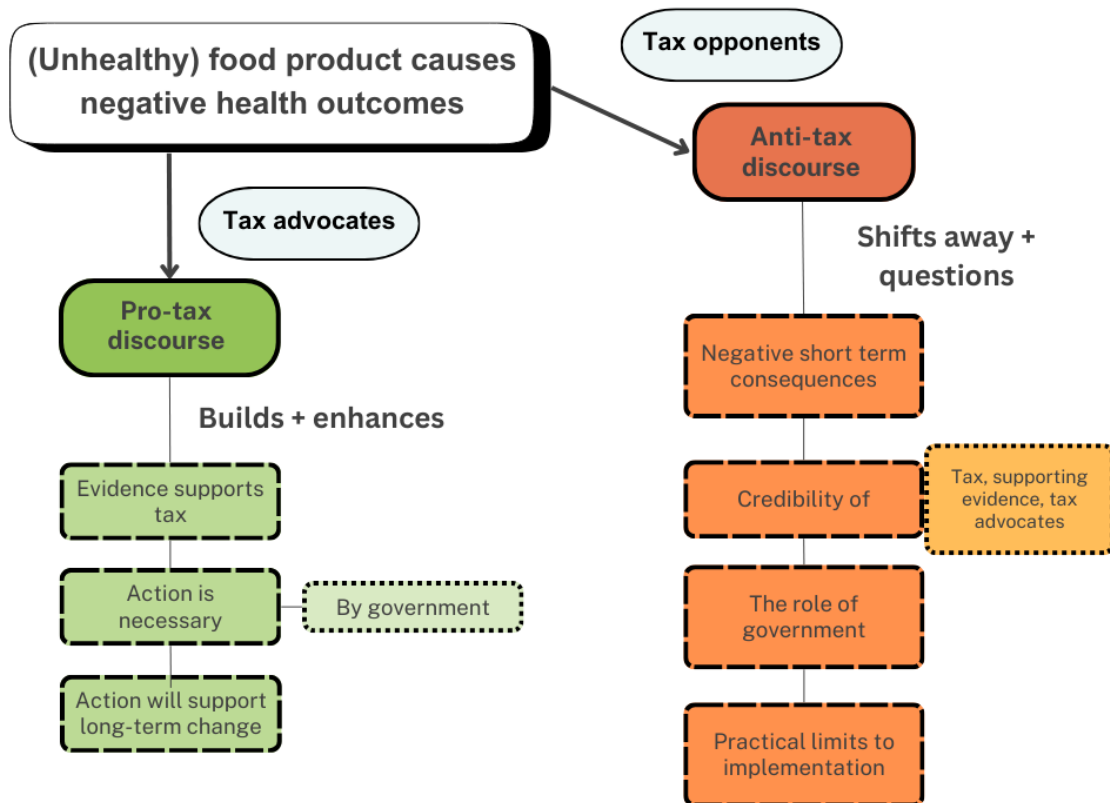 (Unhealthy) food product causes
negative health outcomes
Tax opponents
Anti-tax
discourse
Tax advocates
Shifts away +
questions
Pro-tax
discourse
Negative short term
consequences
Builds + enhances
Evidence supports
tax
Credibility of
Tax, supporting
evidence, tax
advocates
Action is
necessary
By government
The role of
government
Action will support
long-term change
Practical limits to
implementation